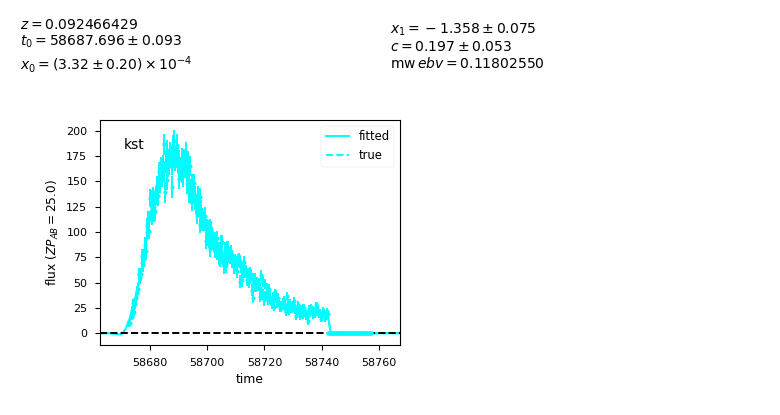 z = 0.092466429
t₀ = 58687.696 ± 0.093
x₀ = (3.32 ± 0.20) × 10⁻⁴
x₁ = −1.358 ± 0.075
c = 0.197 ± 0.053
mwebv = 0.11802550
kst
fitted
true
200
175
150
125
100
75
50
25
0
flux (ZP_AB = 25.0)
58680 58700 58720 58740 58760
time